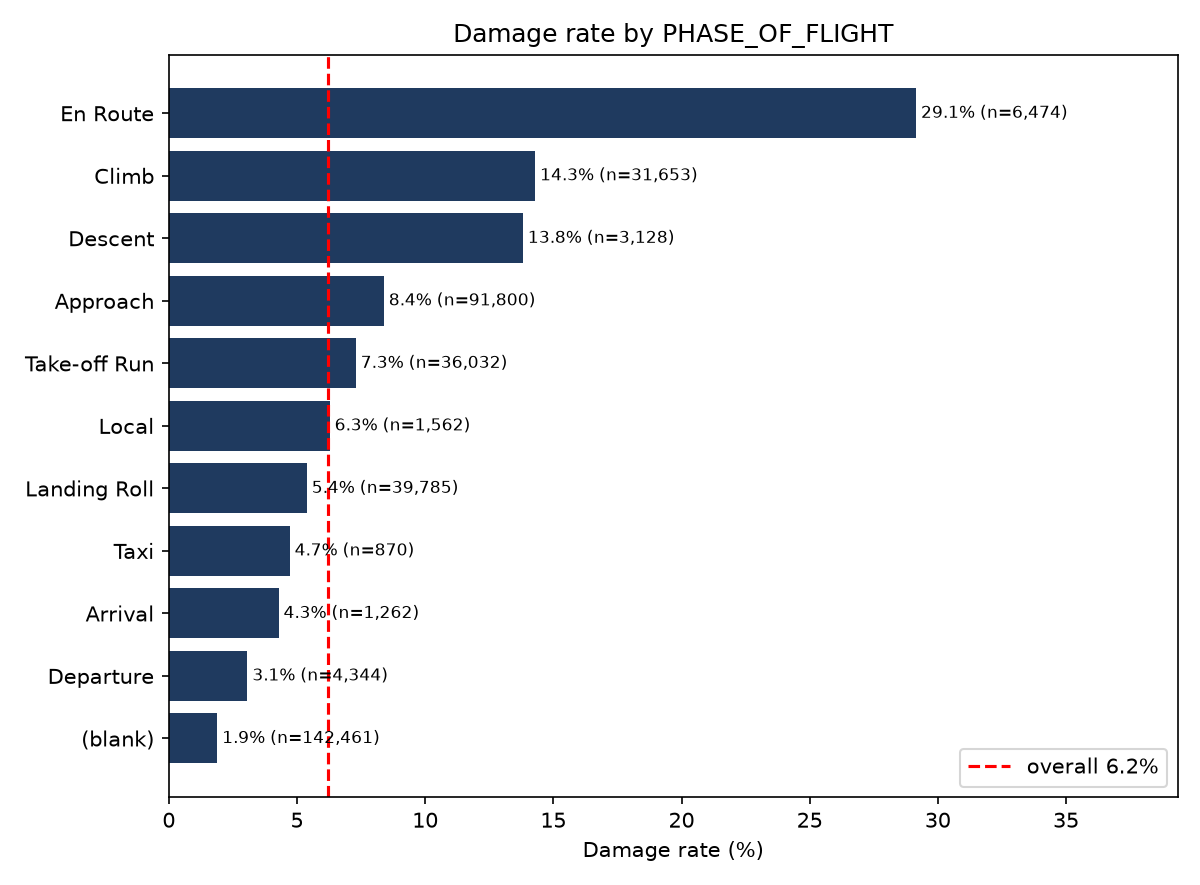 Damage rate by PHASE_OF_FLIGHT
En Route 29.1% (n=6,474)
Climb 14.3% (n=31,653)
Descent 13.8% (n=3,128)
Approach 8.4% (n=91,800)
Take-off Run 7.3% (n=36,032)
Local 6.3% (n=1,562)
Landing Roll 5.4% (n=39,785)
Taxi 4.7% (n=870)
Arrival 4.3% (n=1,262)
Departure 3.1% (n=4,344)
(blank) 1.9% (n=142,461)
overall 6.2%
0 5 10 15 20 25 30 35
Damage rate (%)